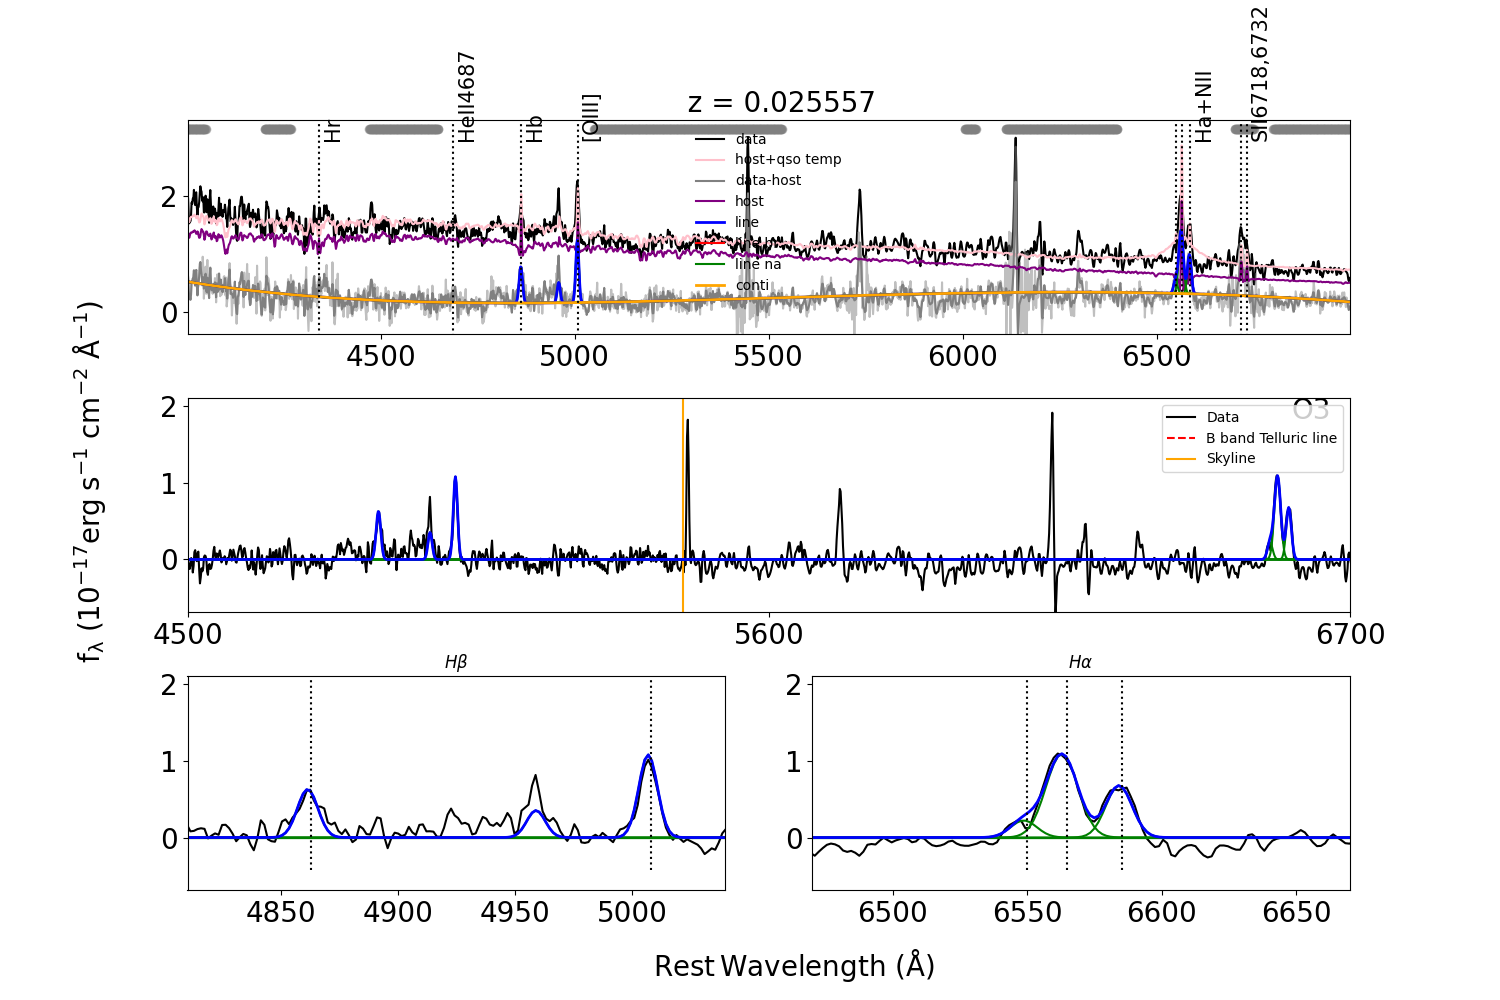 z = 0.025557
Hr
HeII4687
Hb
[OIII]
Ha+NII
SII6718,6732
data
host+qso temp
data-host
host
line
line na
conti
2
0
4500 5000 5500 6000 6500
f_λ (10^−17 erg s^−1 cm^−2 Å^−1)
O3
Data
B band Telluric line
Skyline
2
1
0
4500 5600 6700
Hβ
2
1
0
4850 4900 4950 5000
Hα
2
1
0
6500 6550 6600 6650
Rest Wavelength (Å)